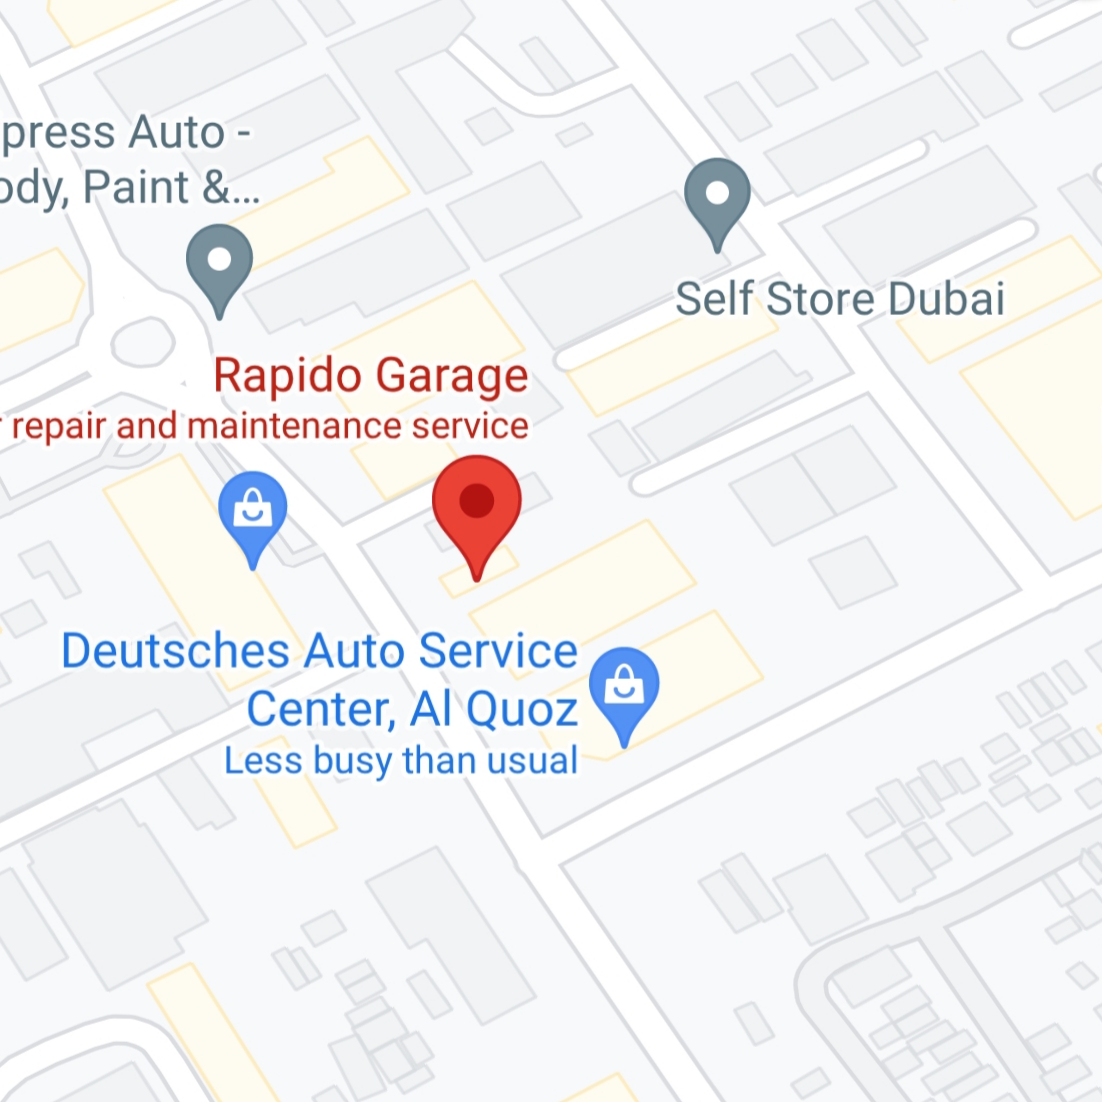 press Auto -
ody, Paint &...
Self Store Dubai
Rapido Garage
repair and maintenance service
Deutsches Auto Service
Center, Al Quoz
Less busy than usual